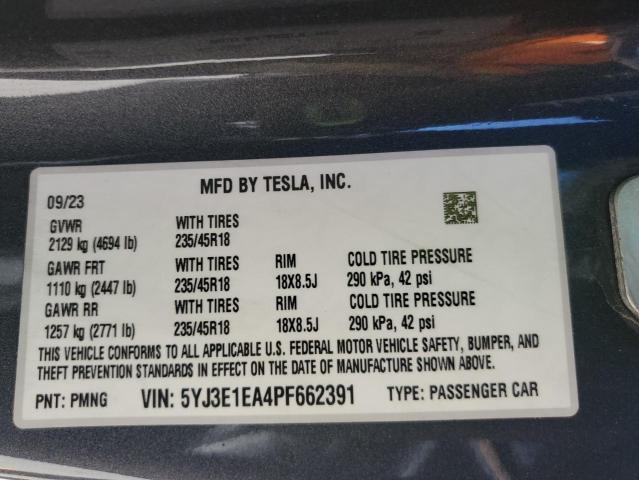 MFD BY TESLA, INC.
09/23
GVWR WITH TIRES
2129 kg (4694 lb) 235/45R18
GAWR FRT WITH TIRES RIM COLD TIRE PRESSURE
1110 kg (2447 lb) 235/45R18 18X8.5J 290 kPa, 42 psi
GAWR RR WITH TIRES RIM COLD TIRE PRESSURE
1257 kg (2771 lb) 235/45R18 18X8.5J 290 kPa, 42 psi
THIS VEHICLE CONFORMS TO ALL APPLICABLE U.S. FEDERAL MOTOR VEHICLE SAFETY, BUMPER, AND
THEFT PREVENTION STANDARDS IN EFFECT ON THE DATE OF MANUFACTURE SHOWN ABOVE.
PNT: PMNG VIN: 5YJ3E1EA4PF662391 TYPE: PASSENGER CAR